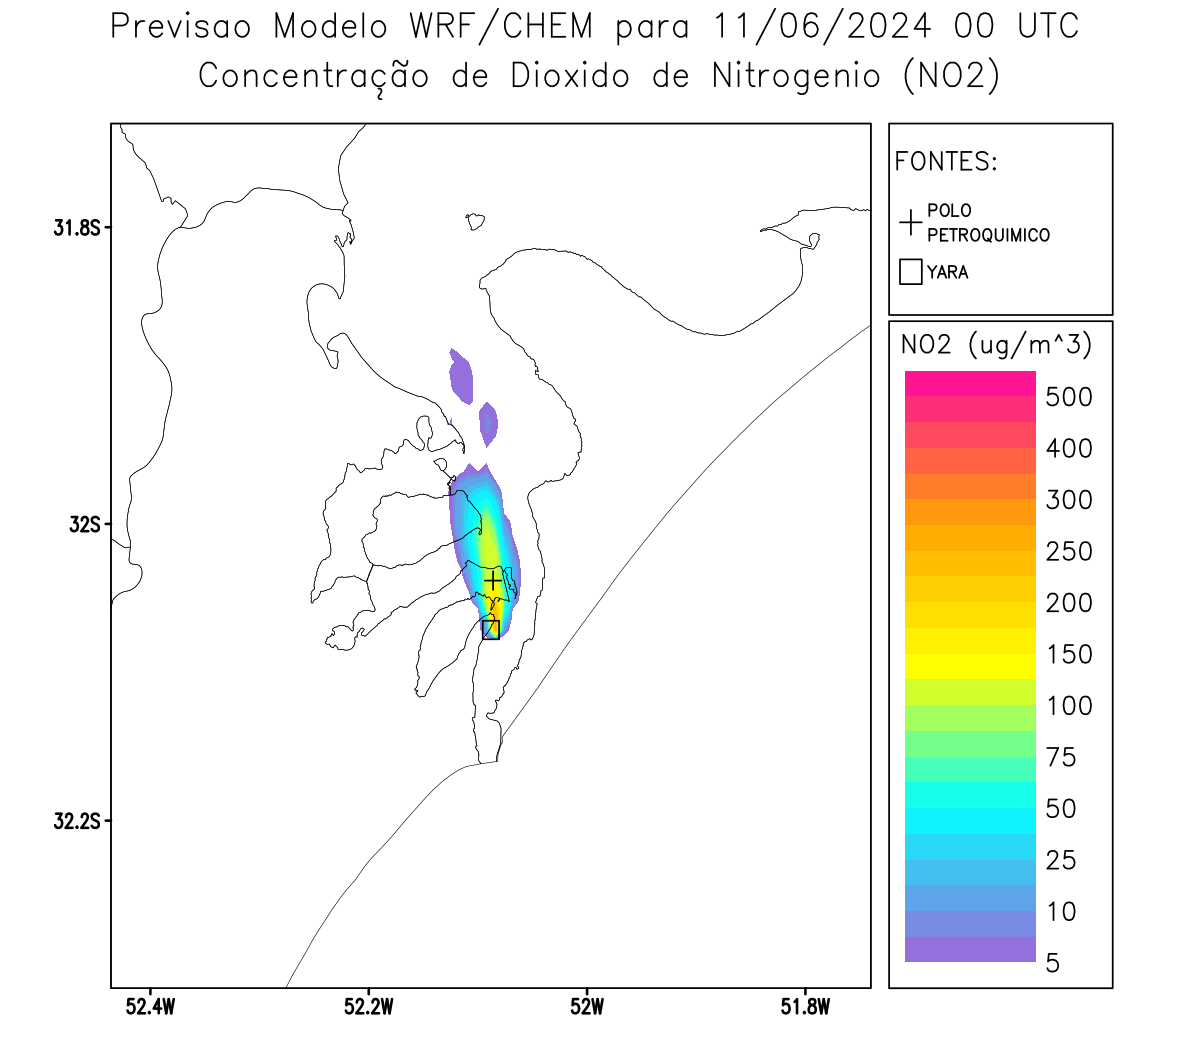 Previsao Modelo WRF/CHEM para 11/06/2024 00 UTC
Concentração de Dioxido de Nitrogenio (NO2)
FONTES:
POLO
PETROQUIMICO
YARA
NO2 (ug/m^3)
500
400
300
250
200
150
100
75
50
25
10
5
31.8S
32S
32.2S
52.4W
52.2W
52W
51.8W